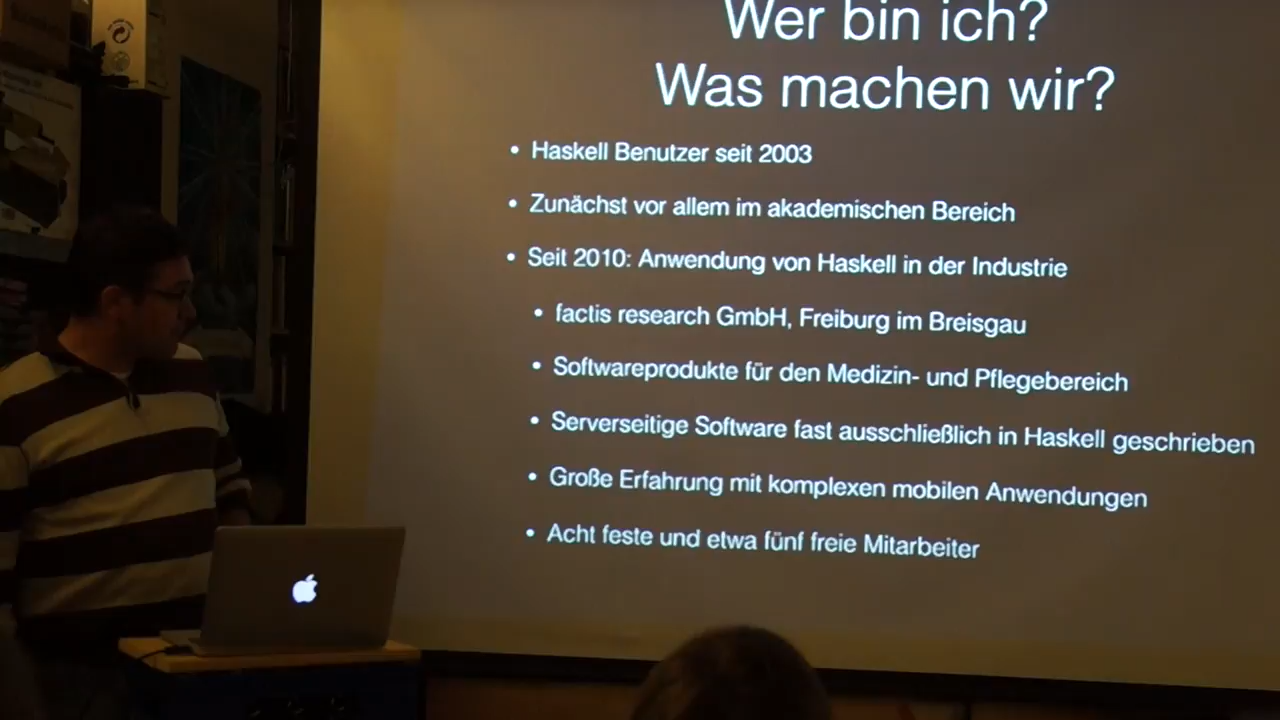 Wer bin ich?
Was machen wir?
• Haskell Benutzer seit 2003
• Zunächst vor allem im akademischen Bereich
• Seit 2010: Anwendung von Haskell in der Industrie
• factis research GmbH, Freiburg im Breisgau
• Softwareprodukte für den Medizin- und Pflegebereich
• Serverseitige Software fast ausschließlich in Haskell geschrieben
• Große Erfahrung mit komplexen mobilen Anwendungen
• Acht feste und etwa fünf freie Mitarbeiter